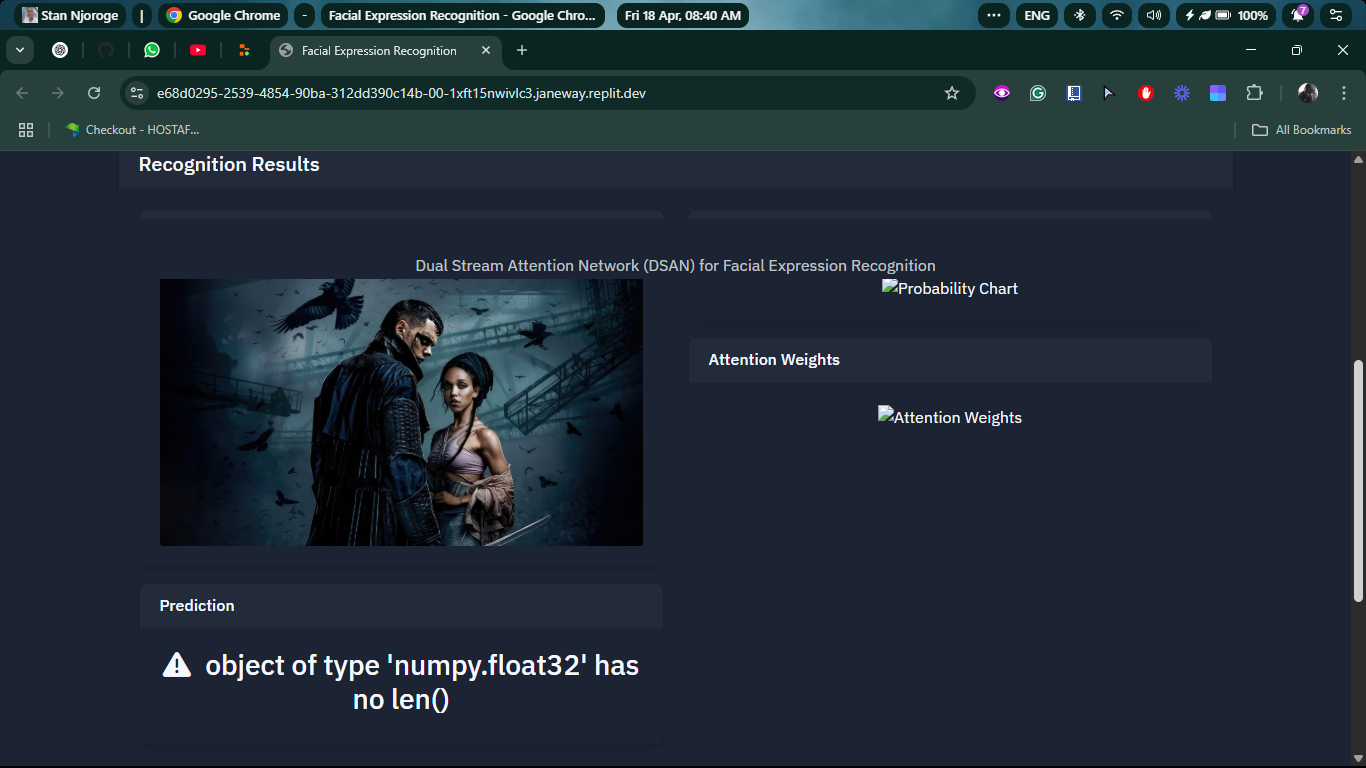 Stan Njoroge
|
Google Chrome
-
Facial Expression Recognition - Google Chro...
Fri 18 Apr, 08:40 AM
ENG
100%
7
Facial Expression Recognition
e68d0295-2539-4854-90ba-312dd390c14b-00-1xft15nwivlc3.janeway.replit.dev
Checkout - HOSTAF...
All Bookmarks
Recognition Results
Dual Stream Attention Network (DSAN) for Facial Expression Recognition
Probability Chart
Attention Weights
Attention Weights
Prediction
object of type 'numpy.float32' has
no len()